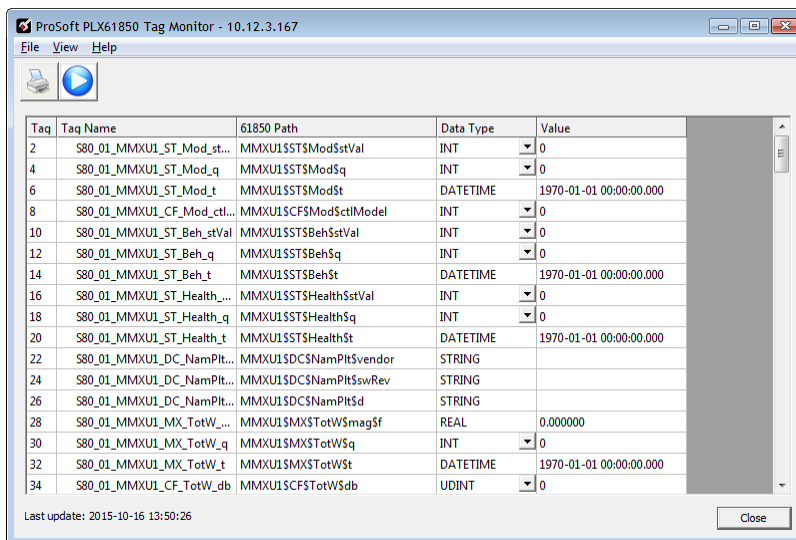 ProSoft PLX61850 Tag Monitor - 10.12.3.167
File View Help
Tag Tag Name 61850 Path Data Type Value
2 S80_01_MMXU1_ST_Mod_st... MMXU1$ST$Mod$stVal INT 0
4 S80_01_MMXU1_ST_Mod_q MMXU1$ST$Mod$q INT 0
6 S80_01_MMXU1_ST_Mod_t MMXU1$ST$Mod$t DATETIME 1970-01-01 00:00:00.000
8 S80_01_MMXU1_CF_Mod_ctl... MMXU1$CF$Mod$ctlModel INT 0
10 S80_01_MMXU1_ST_Beh_stVal MMXU1$ST$Beh$stVal INT 0
12 S80_01_MMXU1_ST_Beh_q MMXU1$ST$Beh$q INT 0
14 S80_01_MMXU1_ST_Beh_t MMXU1$ST$Beh$t DATETIME 1970-01-01 00:00:00.000
16 S80_01_MMXU1_ST_Health_... MMXU1$ST$Health$stVal INT 0
18 S80_01_MMXU1_ST_Health_q MMXU1$ST$Health$q INT 0
20 S80_01_MMXU1_ST_Health_t MMXU1$ST$Health$t DATETIME 1970-01-01 00:00:00.000
22 S80_01_MMXU1_DC_NamPlt... MMXU1$DC$NamPlt$vendor STRING
24 S80_01_MMXU1_DC_NamPlt... MMXU1$DC$NamPlt$swRev STRING
26 S80_01_MMXU1_DC_NamPlt... MMXU1$DC$NamPlt$d STRING
28 S80_01_MMXU1_MX_TotW_... MMXU1$MX$TotW$mag$f REAL 0.000000
30 S80_01_MMXU1_MX_TotW_q MMXU1$MX$TotW$q INT 0
32 S80_01_MMXU1_MX_TotW_t MMXU1$MX$TotW$t DATETIME 1970-01-01 00:00:00.000
34 S80_01_MMXU1_CF_TotW_db MMXU1$CF$TotW$db UDINT 0
Last update: 2015-10-16 13:50:26
Close